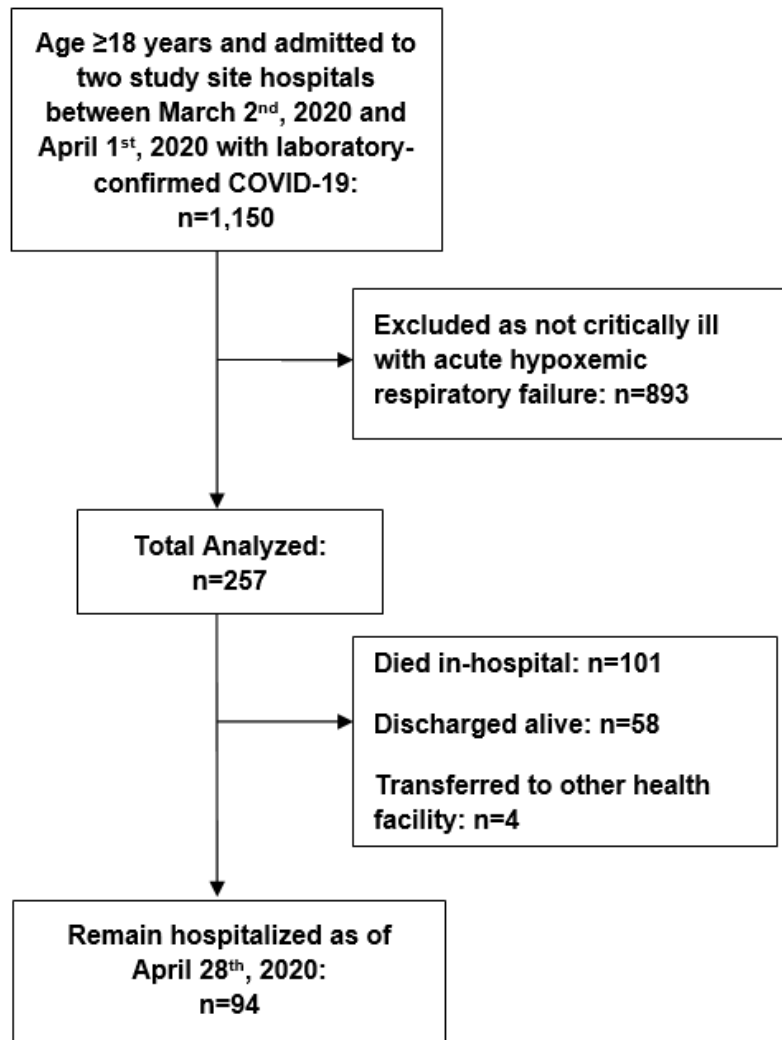 Age ≥18 years and admitted to
two study site hospitals
between March 2nd, 2020 and
April 1st, 2020 with laboratory-
confirmed COVID-19:
n=1,150
Excluded as not critically ill
with acute hypoxemic
respiratory failure: n=893
Total Analyzed:
n=257
Died in-hospital: n=101
Discharged alive: n=58
Transferred to other health
facility: n=4
Remain hospitalized as of
April 28th, 2020:
n=94